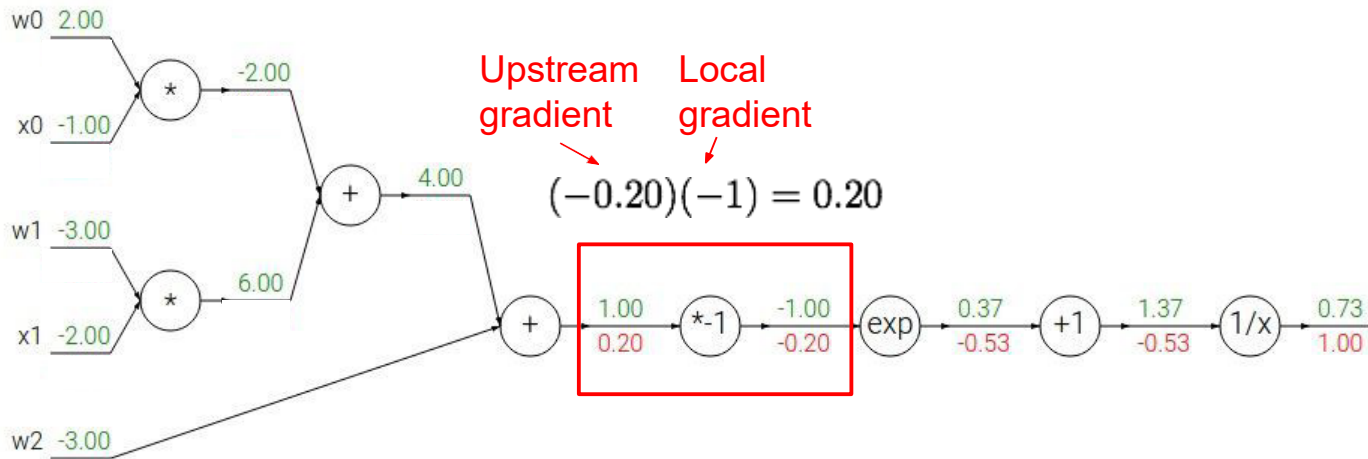 w0 2.00
-2.00
*
x0 -1.00
Upstream gradient
Local gradient
(−0.20)(−1) = 0.20
+
4.00
w1 -3.00
6.00
*
x1 -2.00
+
1.00
0.20
*-1
-1.00
-0.20
exp
0.37
-0.53
+1
1.37
-0.53
1/x
0.73
1.00
w2 -3.00